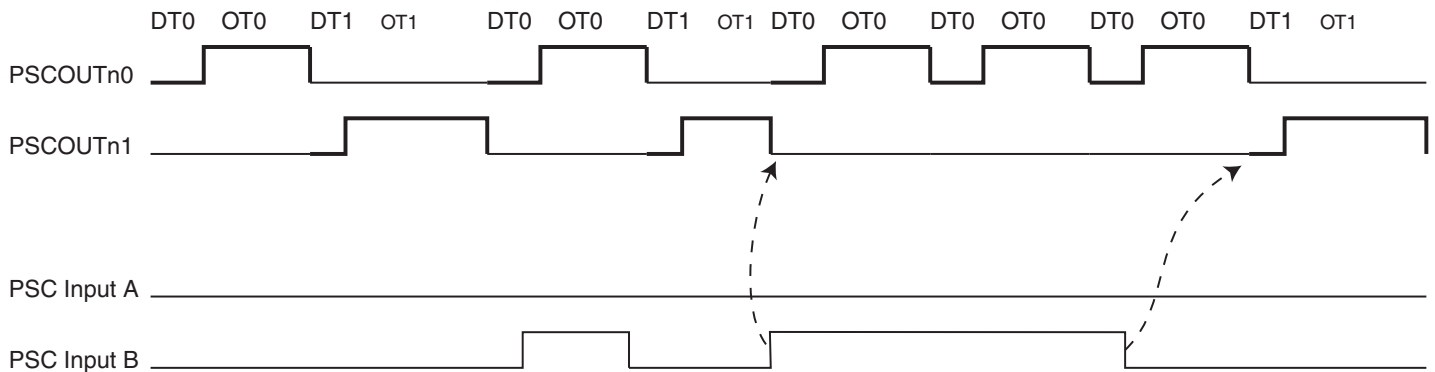 DT0 OT0 DT1 OT1 DT0 OT0 DT1 OT1 DT0 OT0 DT0 OT0 DT0 OT0 DT1 OT1
PSCOUTn0
PSCOUTn1
PSC Input A
PSC Input B